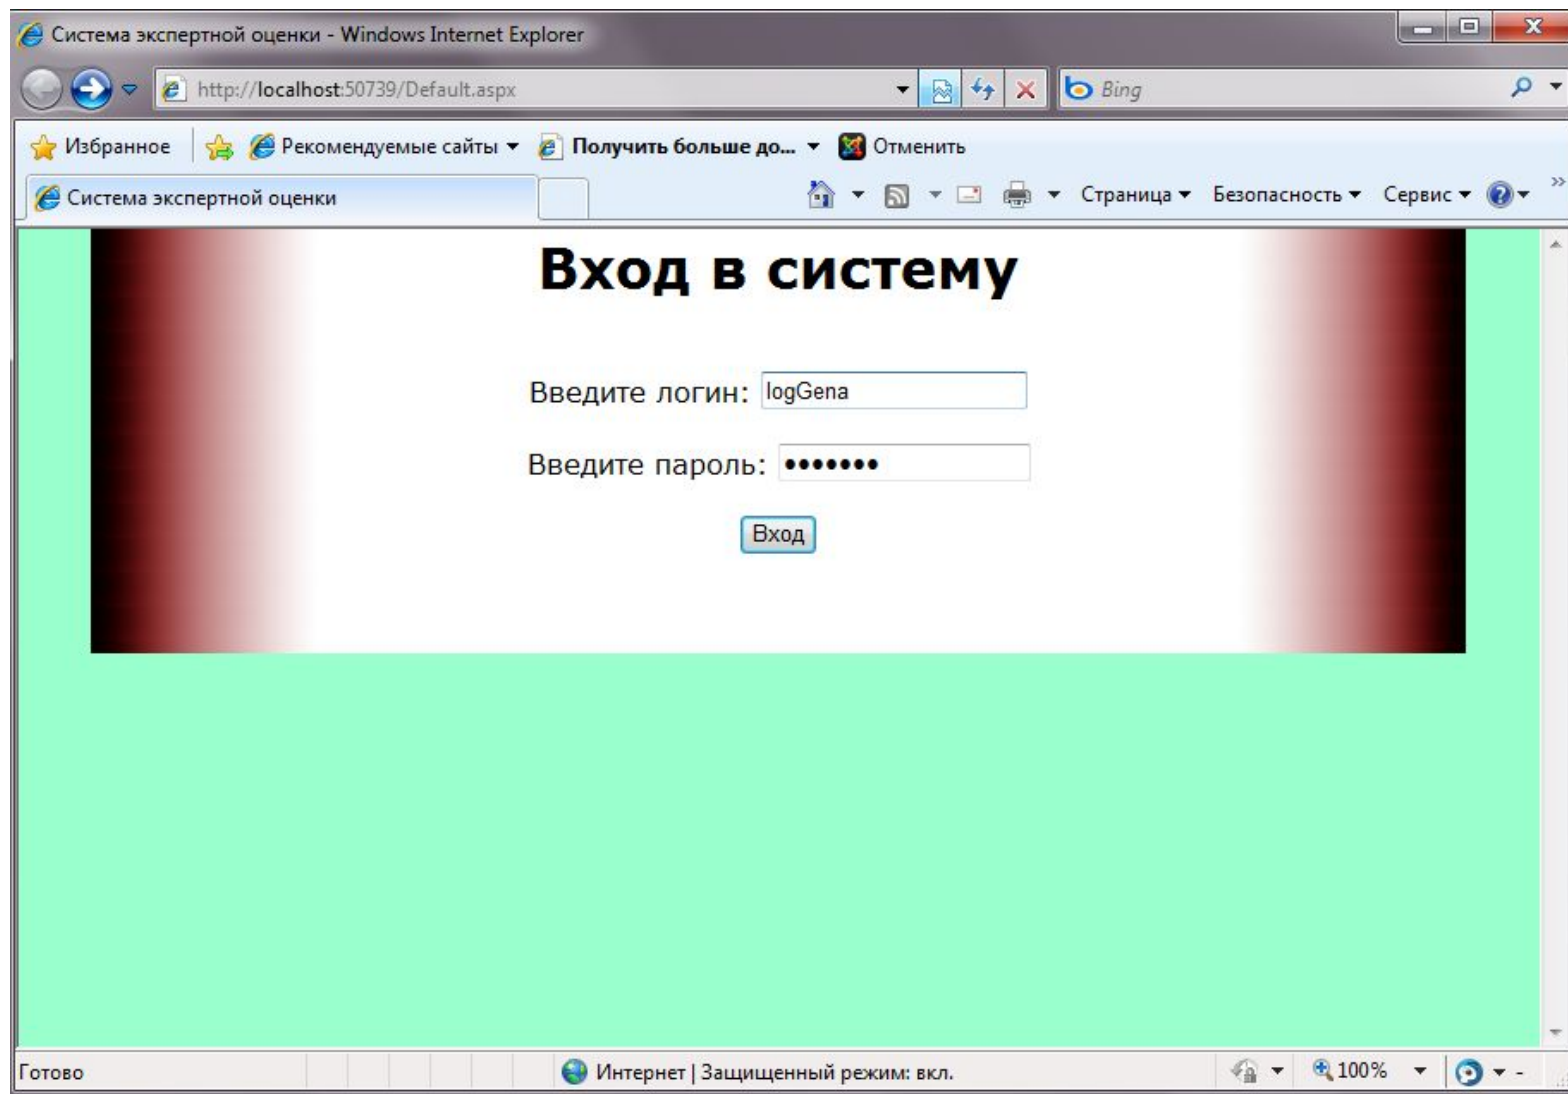 Система экспертной оценки - Windows Internet Explorer
http://localhost:50739/Default.aspx
Bing
Избранное Рекомендуемые сайты Получить больше до... Отменить
Система экспертной оценки Страница Безопасность Сервис
Вход в систему
Введите логин: logGena
Введите пароль: •••••••
Вход
Готово Интернет | Защищенный режим: вкл. 100%